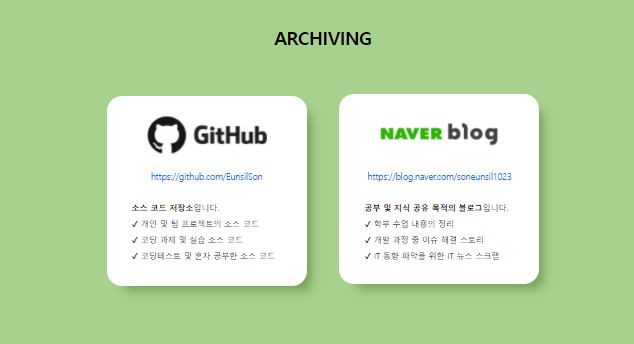 ARCHIVING
GitHub
https://github.com/EunsilSon
소스 코드 저장소입니다.
✔ 개인 및 팀 프로젝트의 소스 코드
✔ 코딩 과제 및 실습 소스 코드
✔ 코딩테스트 및 혼자 공부한 소스 코드
NAVER blog
https://blog.naver.com/soneunsil1023
공부 및 지식 공유 목적의 블로그입니다.
✔ 학부 수업 내용의 정리
✔ 개발 과정 중 이슈 해결 스토리
✔ IT 동향 파악을 위한 IT 뉴스 스크랩